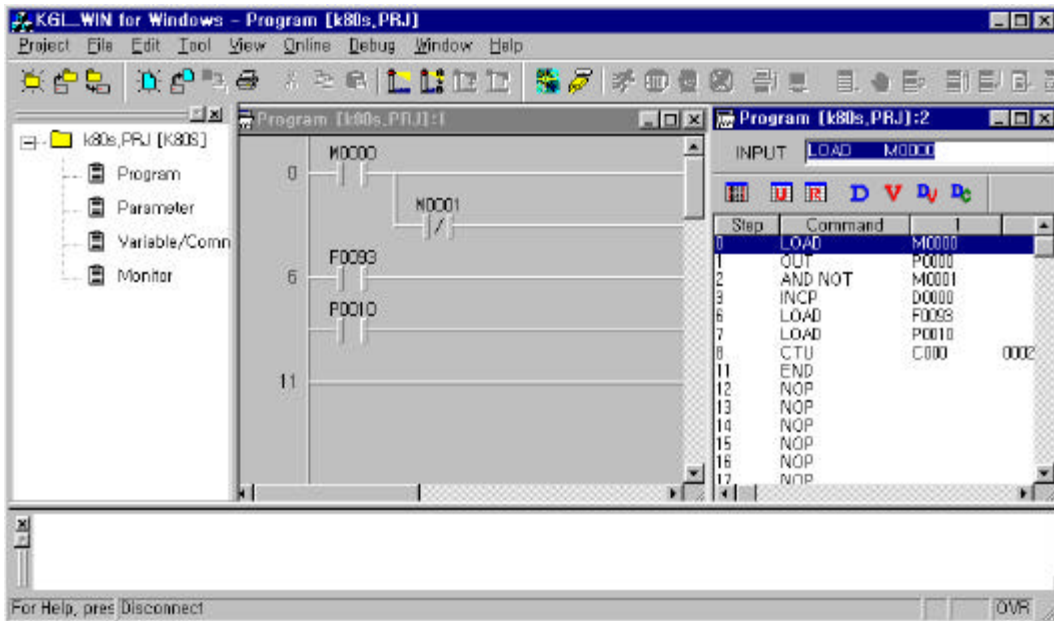 KGL_WIN for Windows - Program [k80s,PRJ]
Project File Edit Tool View Online Debug Window Help
k80s,PRJ [K80S]
Program
Parameter
Variable/Comn
Monitor
Program [k80s,PRJ]:1
M0000
0
M0001
F0093
6
P0010
11
Program [k80s,PRJ]:2
INPUT LOAD M0000
U R D V DV DC
Step Command 1
0 LOAD M0000
1 OUT P0000
2 AND NOT M0001
3 INCP D0000
6 LOAD F0093
7 LOAD P0010
8 CTU C000 0002
11 END
12 NOP
13 NOP
14 NOP
15 NOP
16 NOP
17 NOP
For Help, pres Disconnect
OVR